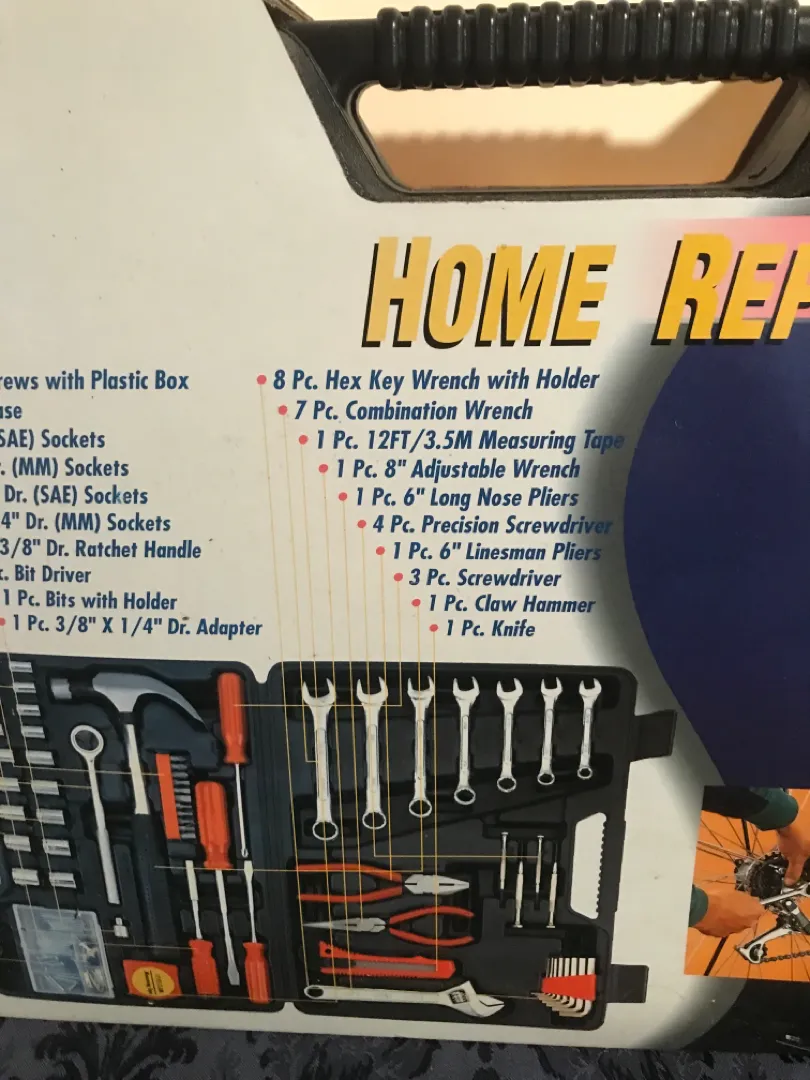 HOME REP
rews with Plastic Box
ase
SAE) Sockets
. (MM) Sockets
Dr. (SAE) Sockets
4" Dr. (MM) Sockets
3/8" Dr. Ratchet Handle
c. Bit Driver
1 Pc. Bits with Holder
1 Pc. 3/8" X 1/4" Dr. Adapter
8 Pc. Hex Key Wrench with Holder
7 Pc. Combination Wrench
1 Pc. 12FT/3.5M Measuring Tape
1 Pc. 8" Adjustable Wrench
1 Pc. 6" Long Nose Pliers
4 Pc. Precision Screwdriver
1 Pc. 6" Linesman Pliers
3 Pc. Screwdriver
1 Pc. Claw Hammer
1 Pc. Knife